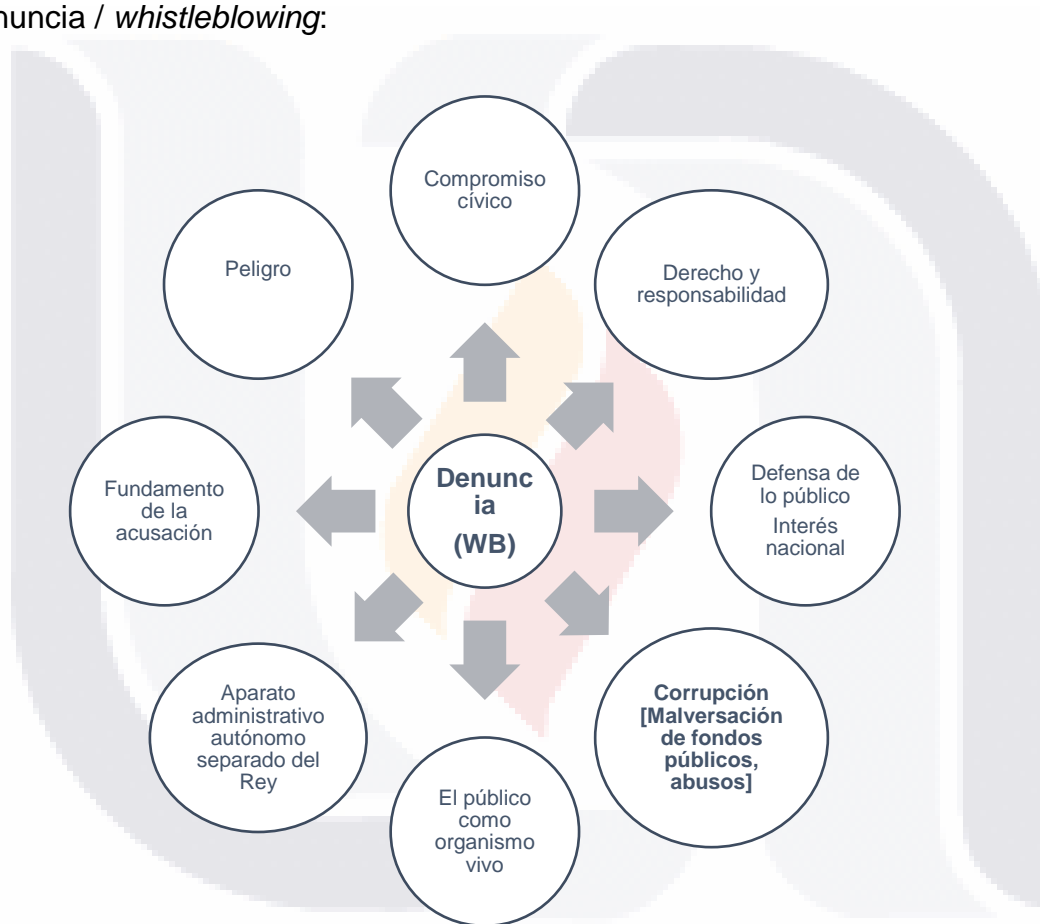 nuncia / whistleblowing:
Compromiso
cívico
Derecho y
responsabilidad
Defensa de
lo público
Interés
nacional
Corrupción
[Malversación
de fondos
públicos,
abusos]
El público
como
organismo
vivo
Aparato
administrativo
autónomo
separado del
Rey
Fundamento
de la
acusación
Peligro
Denunc
ia
(WB)